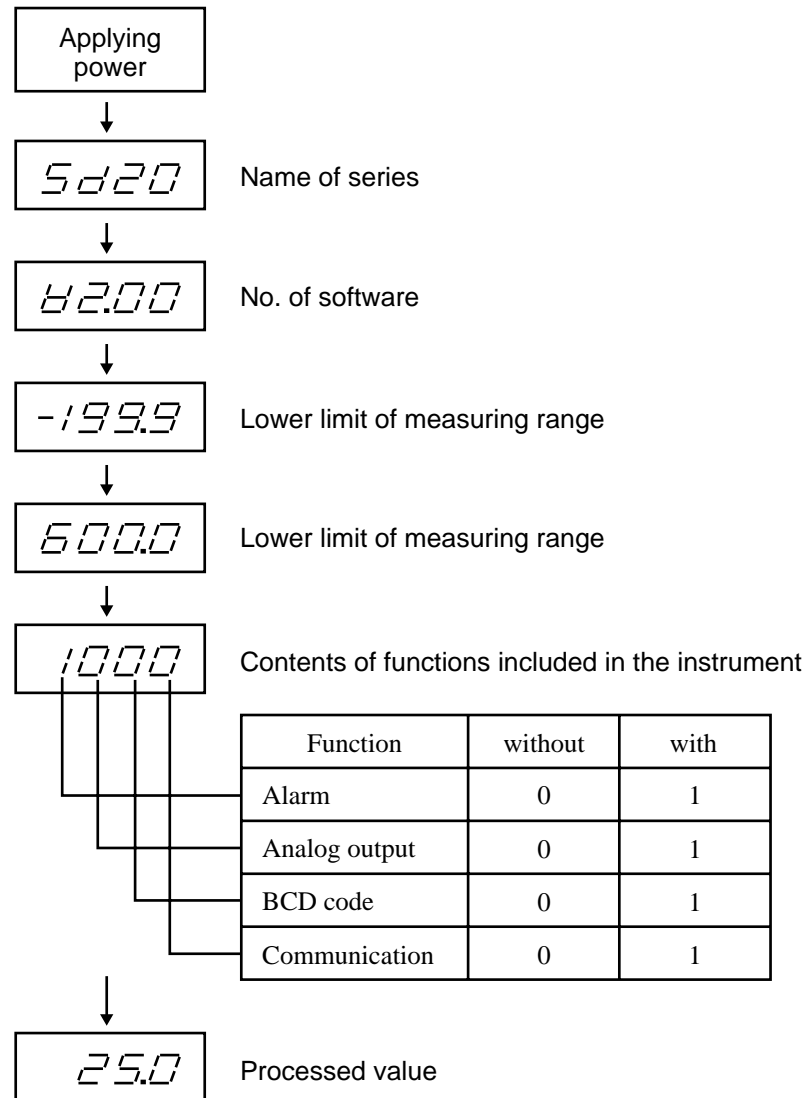 Applying
power
Sd20
Name of series
V2.00
No. of software
-199.9
Lower limit of measuring range
600.0
Lower limit of measuring range
1000
Contents of functions included in the instrument
Function without with
Alarm 0 1
Analog output 0 1
BCD code 0 1
Communication 0 1
25.0
Processed value